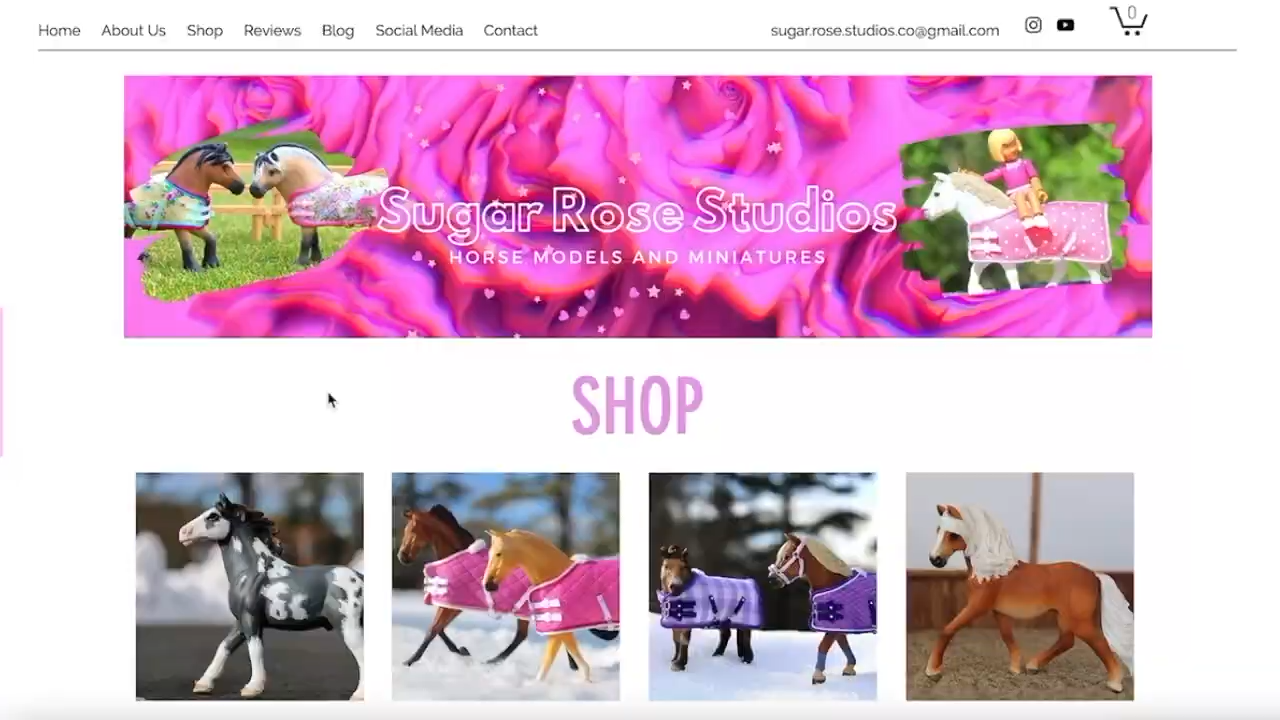 Home About Us Shop Reviews Blog Social Media Contact sugar.rose.studios.co@gmail.com 0
Sugar Rose Studios
HORSE MODELS AND MINIATURES
SHOP